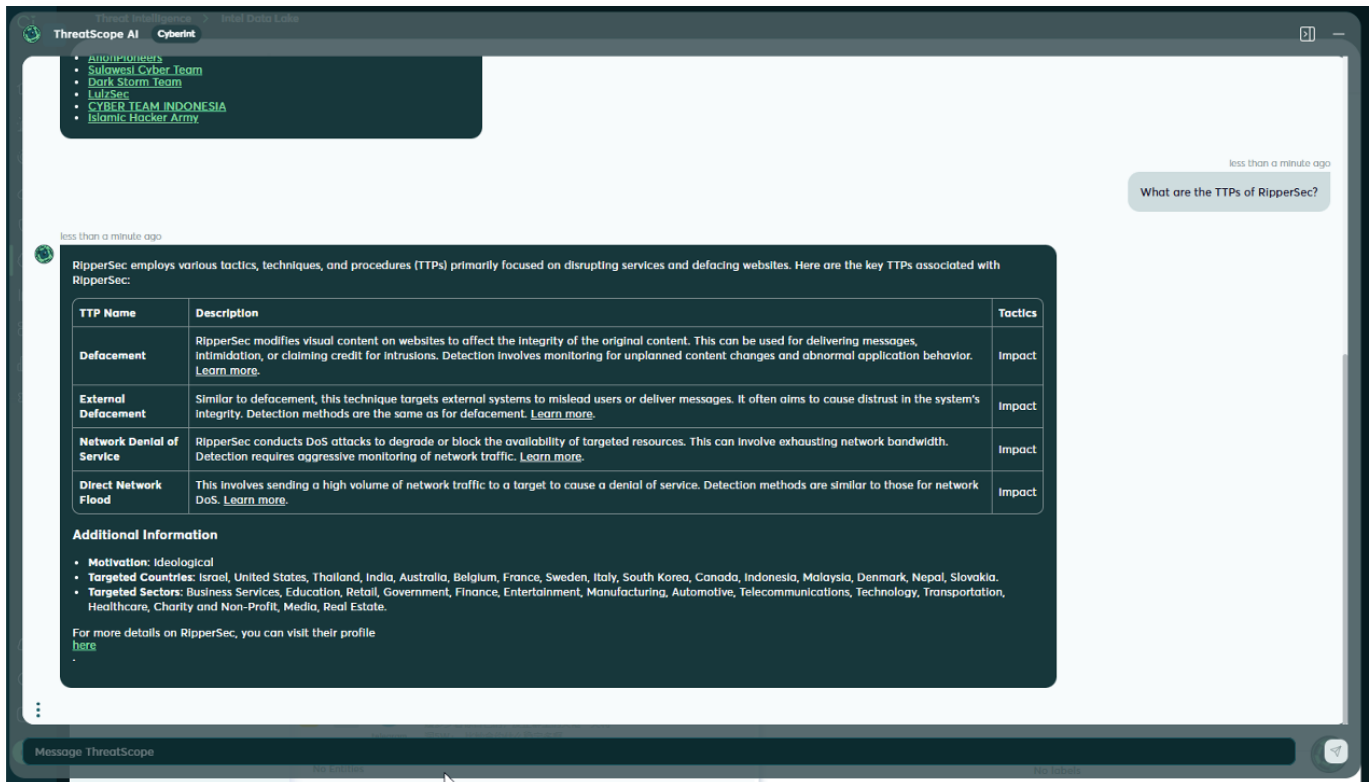 Threat Intelligence > Intel Data Lake
ThreatScope AI Cyberint
• AnonPioneers
• Sulawesi Cyber Team
• Dark Storm Team
• LulzSec
• CYBER TEAM INDONESIA
• Islamic Hacker Army
less than a minute ago
What are the TTPs of RipperSec?
less than a minute ago
RipperSec employs various tactics, techniques, and procedures (TTPs) primarily focused on disrupting services and defacing websites. Here are the key TTPs associated with
RipperSec:
TTP Name Description Tactics
Defacement RipperSec modifies visual content on websites to affect the integrity of the original content. This can be used for delivering messages,
intimidation, or claiming credit for intrusions. Detection involves monitoring for unplanned content changes and abnormal application behavior. Impact
Learn more.
External Similar to defacement, this technique targets external systems to mislead users or deliver messages. It often aims to cause distrust in the system's
Defacement integrity. Detection methods are the same as for defacement. Learn more. Impact
Network Denial of RipperSec conducts DoS attacks to degrade or block the availability of targeted resources. This can involve exhausting network bandwidth.
Service Detection requires aggressive monitoring of network traffic. Learn more. Impact
Direct Network This involves sending a high volume of network traffic to a target to cause a denial of service. Detection methods are similar to those for network
Flood DoS. Learn more. Impact
Additional Information
• Motivation: Ideological
• Targeted Countries: Israel, United States, Thailand, India, Australia, Belgium, France, Sweden, Italy, South Korea, Canada, Indonesia, Malaysia, Denmark, Nepal, Slovakia.
• Targeted Sectors: Business Services, Education, Retail, Government, Finance, Entertainment, Manufacturing, Automotive, Telecommunications, Technology, Transportation,
Healthcare, Charity and Non-Profit, Media, Real Estate.
For more details on RipperSec, you can visit their profile
here
.
Message ThreatScope
No Entities No labels